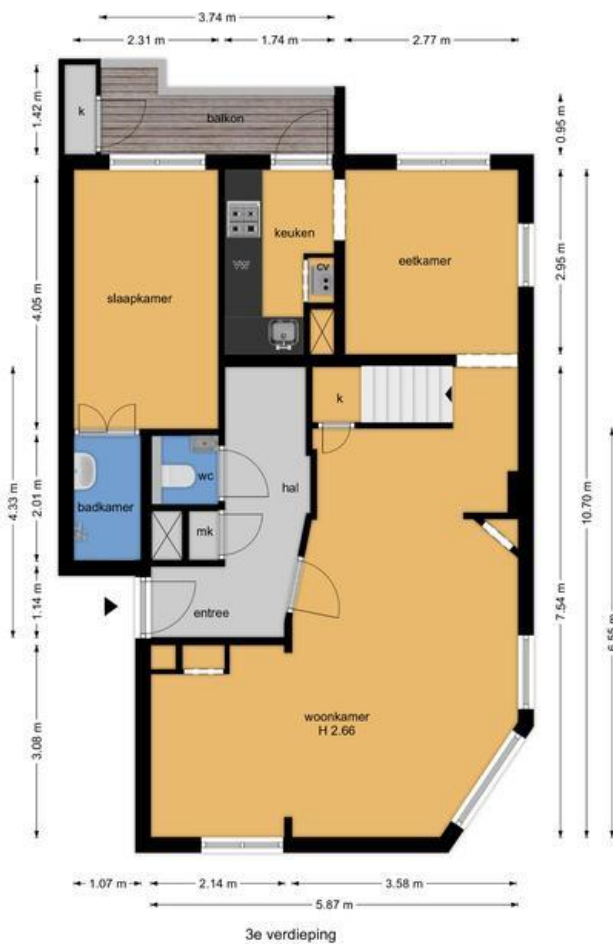 3.74 m
2.31 m
1.74 m
2.77 m
1.42 m
k
balkon
0.95 m
keuken
cv
eetkamer
slaapkamer
4.05 m
2.95 m
k
wc
hal
badkamer
mk
2.01 m
4.33 m
10.70 m
7.54 m
6.55 m
1.14 m
entree
woonkamer
H 2.66
3.08 m
1.07 m
2.14 m
3.58 m
5.87 m
3e verdieping